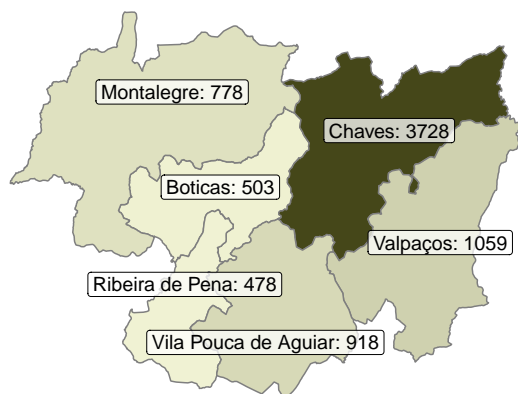 Montalegre: 778
Chaves: 3728
Boticas: 503
Valpaços: 1059
Ribeira de Pena: 478
Vila Pouca de Aguiar: 918